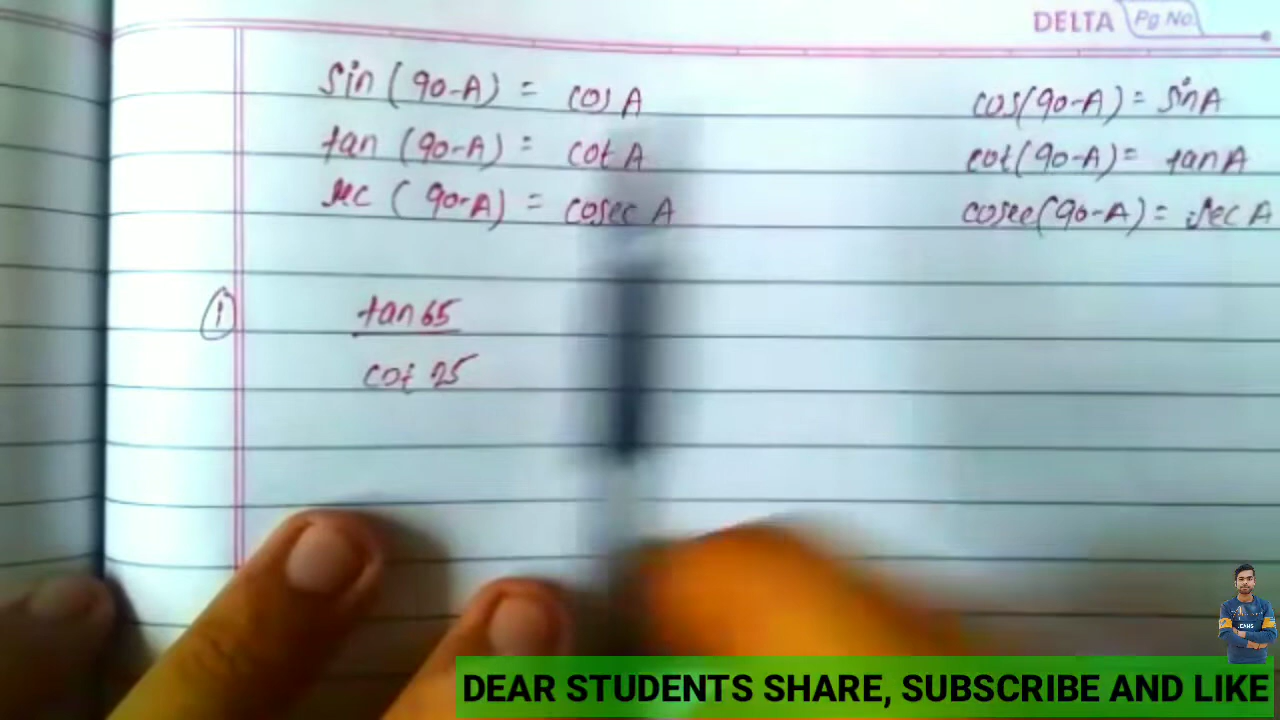 DELTA Pg No.
sin (90-A) = cos A
cos(90-A) = sin A
tan (90-A) = cot A
cot(90-A) = tan A
sec (90-A) = cosec A
cosec(90-A) = sec A
1 tan 65
cot 25
DEAR STUDENTS SHARE, SUBSCRIBE AND LIKE